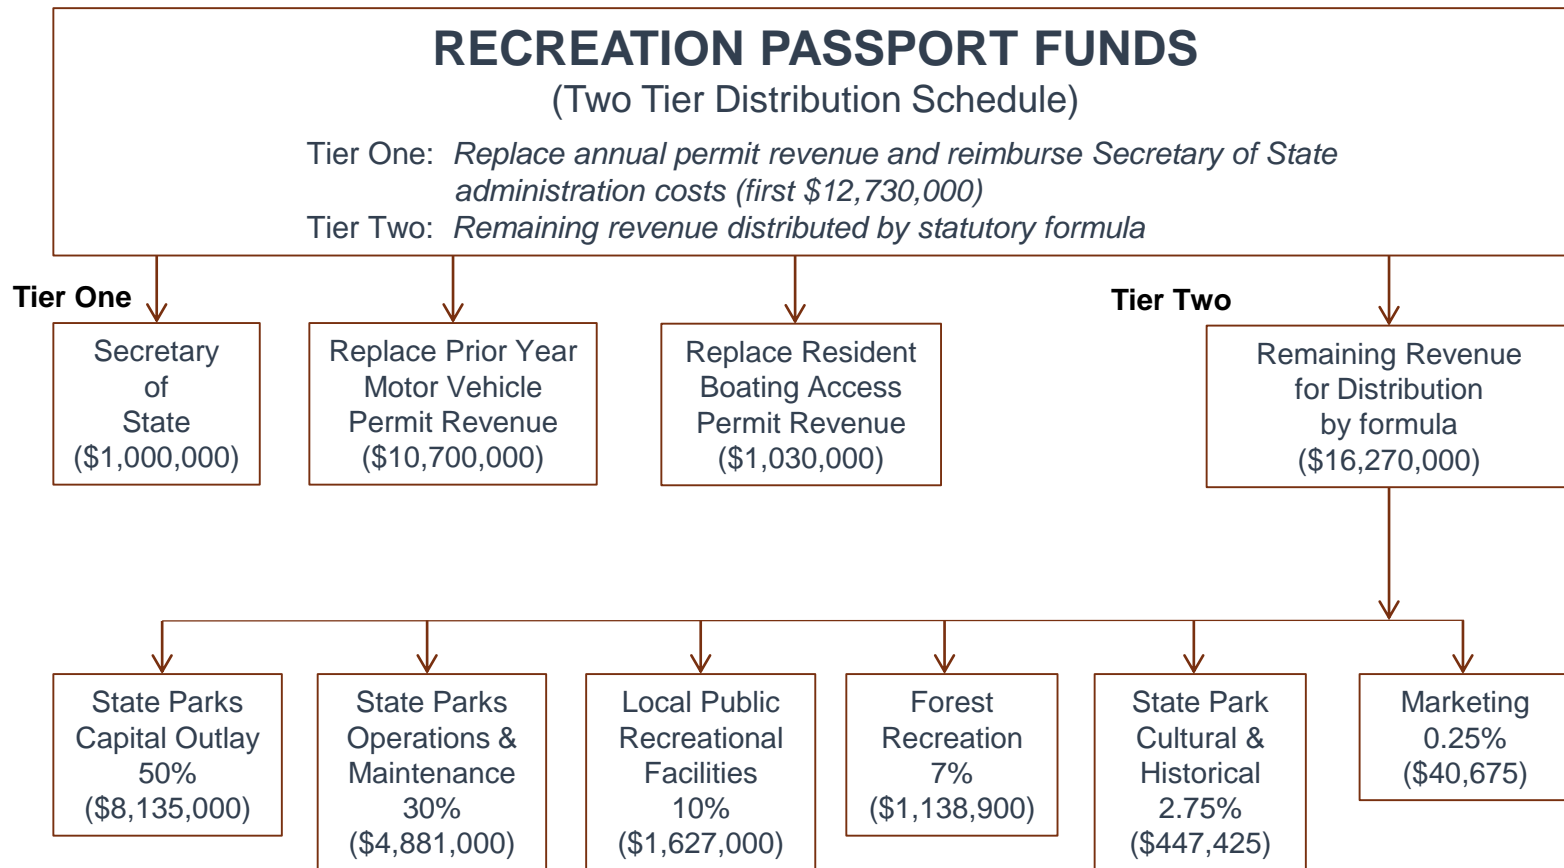 RECREATION PASSPORT FUNDS
(Two Tier Distribution Schedule)
Tier One: Replace annual permit revenue and reimburse Secretary of State
administration costs (first $12,730,000)
Tier Two: Remaining revenue distributed by statutory formula
Tier One
Secretary
of
State
($1,000,000)
Replace Prior Year
Motor Vehicle
Permit Revenue
($10,700,000)
Replace Resident
Boating Access
Permit Revenue
($1,030,000)
Tier Two
Remaining Revenue
for Distribution
by formula
($16,270,000)
State Parks
Capital Outlay
50%
($8,135,000)
State Parks
Operations &
Maintenance
30%
($4,881,000)
Local Public
Recreational
Facilities
10%
($1,627,000)
Forest
Recreation
7%
($1,138,900)
State Park
Cultural &
Historical
2.75%
($447,425)
Marketing
0.25%
($40,675)